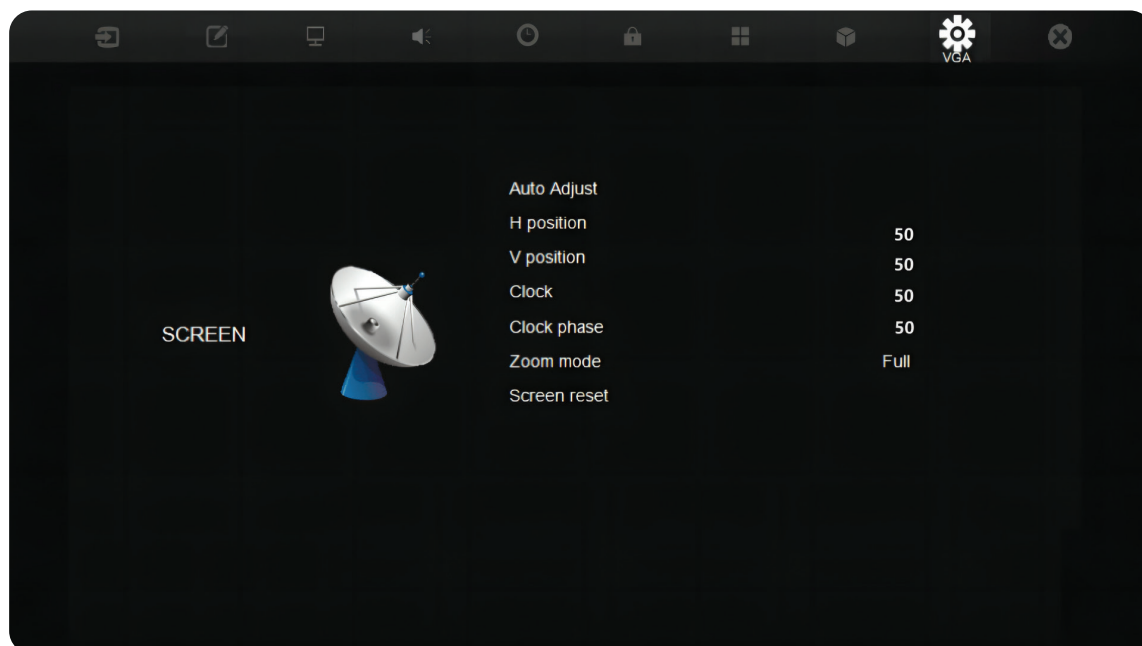 VGA
Auto Adjust
H position 50
V position 50
Clock 50
SCREEN
Clock phase 50
Zoom mode Full
Screen reset